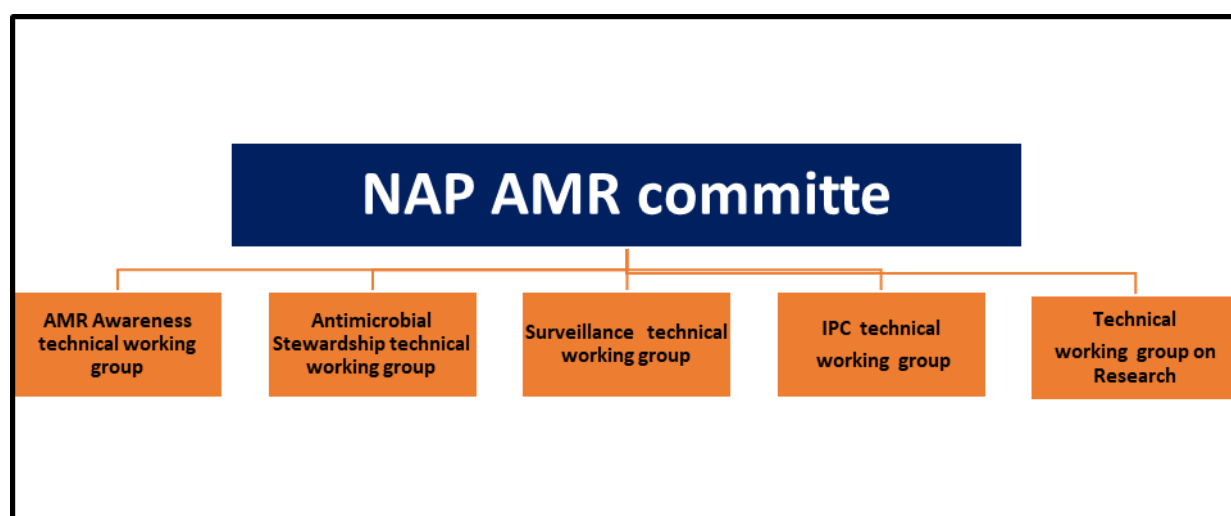 NAP AMR committe
AMR Awareness
technical working
group
Antimicrobial
Stewardship technical
working group
Surveillance technical
working group
IPC technical
working group
Technical
working group on
Research